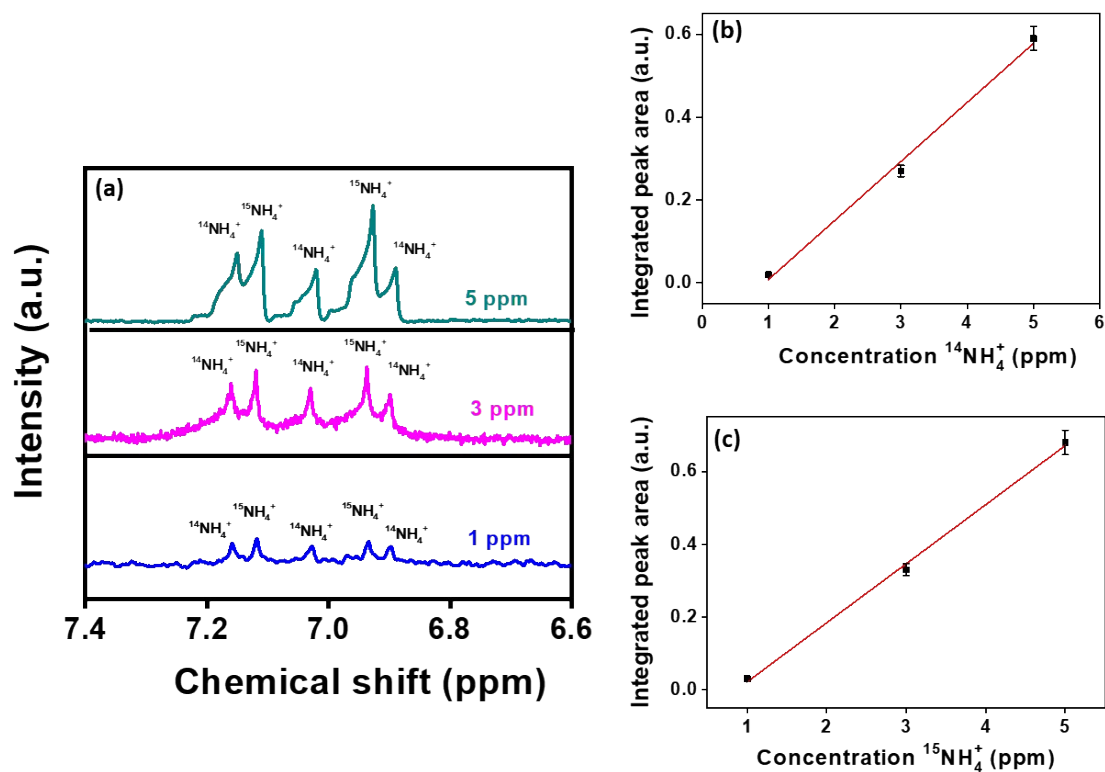 (a)
Intensity (a.u.)
¹⁴NH₄⁺
¹⁵NH₄⁺
¹⁴NH₄⁺
¹⁵NH₄⁺
¹⁴NH₄⁺
5 ppm
¹⁴NH₄⁺
¹⁵NH₄⁺
¹⁴NH₄⁺
¹⁵NH₄⁺
¹⁴NH₄⁺
3 ppm
¹⁴NH₄⁺
¹⁵NH₄⁺
¹⁴NH₄⁺
¹⁵NH₄⁺
¹⁴NH₄⁺
1 ppm
7.4 7.2 7.0 6.8 6.6
Chemical shift (ppm)
(b)
Integrated peak area (a.u.)
0.6
0.4
0.2
0.0
0 1 2 3 4 5 6
Concentration ¹⁴NH₄⁺ (ppm)
(c)
Integrated peak area (a.u.)
0.6
0.4
0.2
0.0
1 2 3 4 5
Concentration ¹⁵NH₄⁺ (ppm)